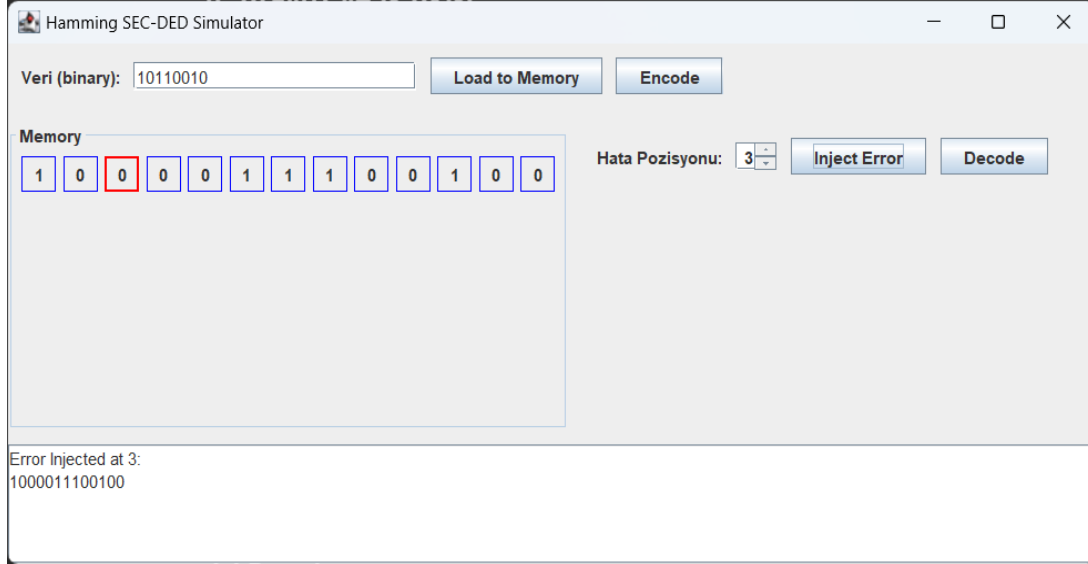 Hamming SEC-DED Simulator
Veri (binary): 10110010 Load to Memory Encode
Memory
1 0 0 0 0 1 1 1 0 0 1 0 0
Hata Pozisyonu: 3 Inject Error Decode
Error Injected at 3:
1000011100100